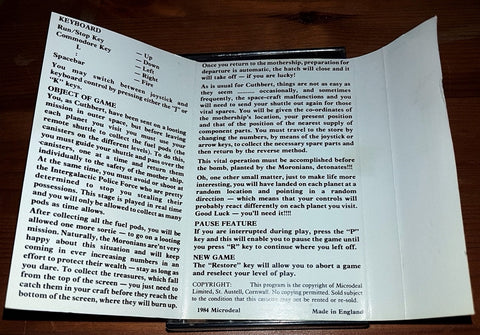 KEYBOARD
Run/Stop Key – Up
Commodore Key – Down
L – Left
: – Right
Spacebar – Fire
You may switch between joystick and
keyboard control by pressing either the "J" or
"K" keys.
OBJECT OF GAME
You, as Cuthbert, have been sent on a looting
mission in outer space, but first you must
collect fuel
each planet you visit you must use your
remote shuttle to collect the fuel (six
canisters on the different levels). To do this
you must guide your shuttle and pass over the
canisters, one at a time and return them
individually to the safety of the mother ship.
At the same time, you must avoid or shoot at
the Intergalactic Police Force who are pretty
determined to stop you stealing their
possessions. This stage is played in real time
and you will only be allowed to collect as many
pods as time allows.
After collecting all the fuel pods, you will be
allowed one more sortie – to go on a looting
mission. Naturally, the Moronians are'nt very
happy about this situation and will keep
coming in ever increasing numbers in an
effort to protect their wealth – stay as long as
you dare. To collect the treasures, which fall
from the top of the screen – you just need to
catch them in your craft before they reach the
bottom of the screen, where they will burn up.
Once you return to the mothership, preparation for
departure is automatic, the hatch will close and it
will take off – if you are lucky!
As is usual for Cuthbert, things are not as easy as
they seem — occasionally, and sometimes
frequently, the space-craft malfunctions and you
will need to send your shuttle out again for those
vital spares. You will be given the co-ordinates of
the mothership's location, your present position
and that of the position of the nearest supply of
component parts. You must travel to the store by
changing the numbers, by means of the joystick or
arrow keys, to collect the necessary spare parts and
then return by the reverse method.
This vital operation must be accomplished before
the bomb, planted by the Moronians, detonates!!!
Oh, one other small matter, just to make life more
interesting, you will have landed on each planet at a
random location and pointing in a random
direction — which means that your controls will
probably react differently on each planet you visit.
Good Luck — you'll need it!!!!
PAUSE FEATURE
If you are interrupted during play, press the "P"
key and this will enable you to pause the game until
you press "R" key to continue where you left off.
NEW GAME
The "Restore" key will allow you to abort a game
and reselect your level of play.
COPYRIGHT: This program is the copyright of Microdeal
Limited, St. Austell, Cornwall. No copying permitted. Sold subject
to the condition that this cassette may not be rented or re-sold.
1984 Microdeal Made in England